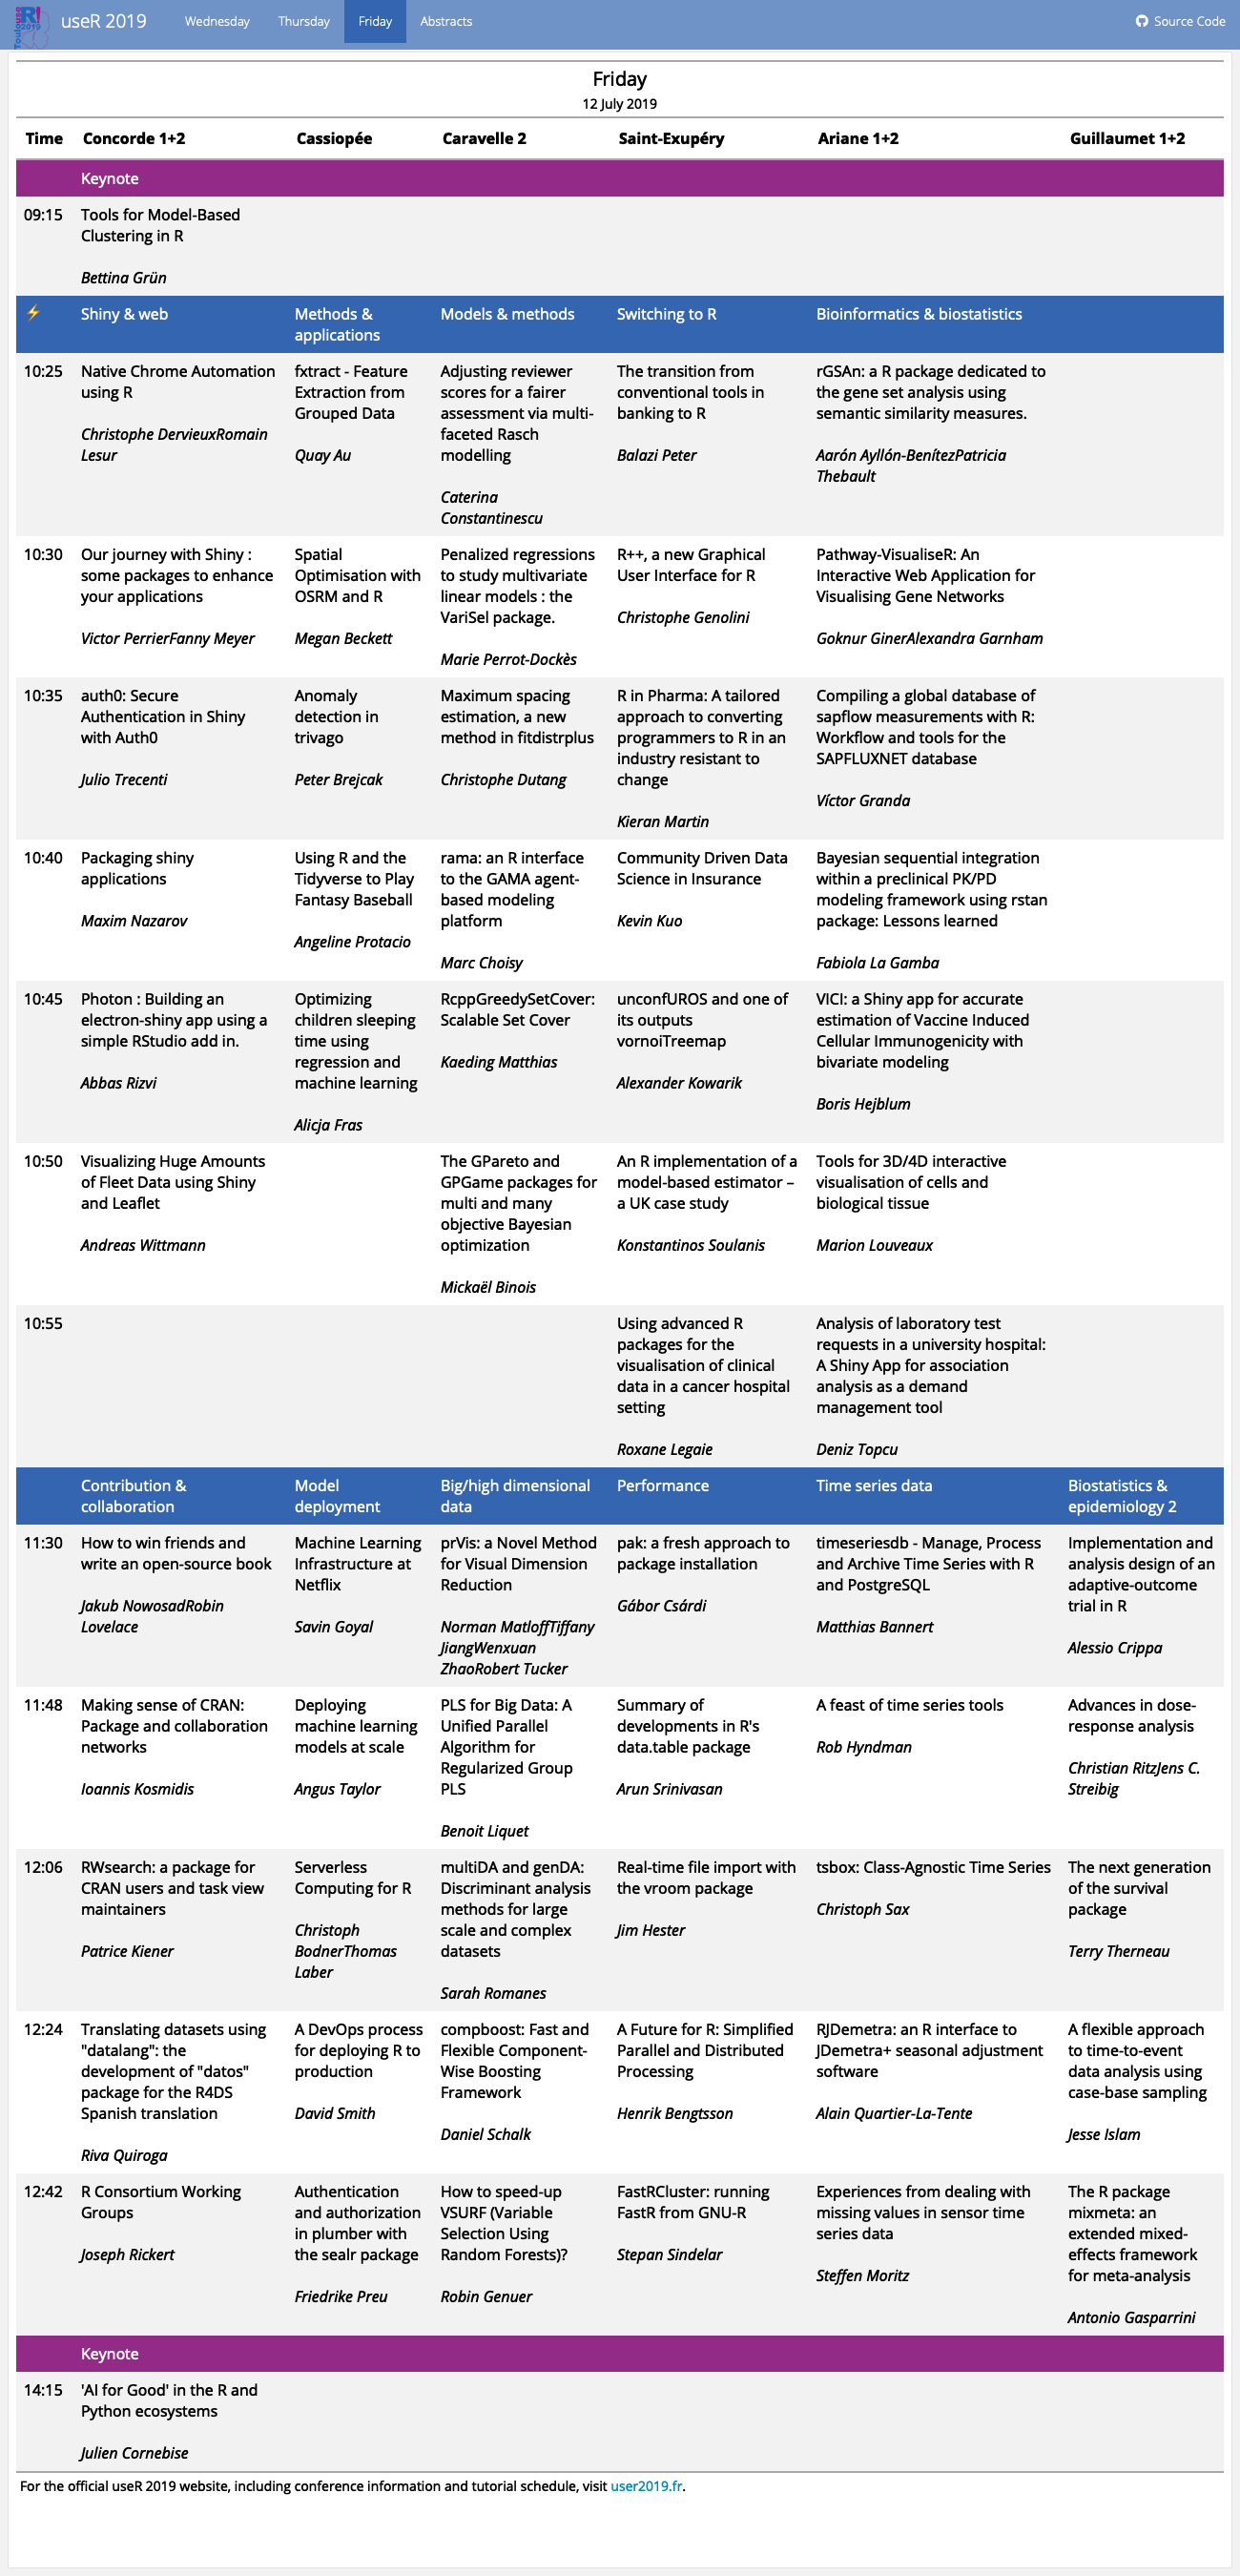 Toulouse R! 2019
useR 2019 Wednesday Thursday Friday Abstracts Source Code
Friday
12 July 2019
Time Concorde 1+2 Cassiopée Caravelle 2 Saint-Exupéry Ariane 1+2 Guillaumet 1+2
Keynote
09:15
Tools for Model-Based
Clustering in R
Bettina Grün
⚡
Shiny & web
Methods &
applications
Models & methods
Switching to R
Bioinformatics & biostatistics
10:25
Native Chrome Automation
using R
Christophe DervieuxRomain
Lesur
fxtract - Feature
Extraction from
Grouped Data
Quay Au
Adjusting reviewer
scores for a fairer
assessment via multi-
faceted Rasch
modelling
Caterina
Constantinescu
The transition from
conventional tools in
banking to R
Balazi Peter
rGSAn: a R package dedicated to
the gene set analysis using
semantic similarity measures.
Aarón Ayllón-BenítezPatricia
Thebault
10:30
Our journey with Shiny :
some packages to enhance
your applications
Victor PerrierFanny Meyer
Spatial
Optimisation with
OSRM and R
Megan Beckett
Penalized regressions
to study multivariate
linear models : the
VariSel package.
Marie Perrot-Dockès
R++, a new Graphical
User Interface for R
Christophe Genolini
Pathway-VisualiseR: An
Interactive Web Application for
Visualising Gene Networks
Goknur GinerAlexandra Garnham
10:35
auth0: Secure
Authentication in Shiny
with Auth0
Julio Trecenti
Anomaly
detection in
trivago
Peter Brejcak
Maximum spacing
estimation, a new
method in fitdistrplus
Christophe Dutang
R in Pharma: A tailored
approach to converting
programmers to R in an
industry resistant to
change
Kieran Martin
Compiling a global database of
sapflow measurements with R:
Workflow and tools for the
SAPFLUXNET database
Víctor Granda
10:40
Packaging shiny
applications
Maxim Nazarov
Using R and the
Tidyverse to Play
Fantasy Baseball
Angeline Protacio
rama: an R interface
to the GAMA agent-
based modeling
platform
Marc Choisy
Community Driven Data
Science in Insurance
Kevin Kuo
Bayesian sequential integration
within a preclinical PK/PD
modeling framework using rstan
package: Lessons learned
Fabiola La Gamba
10:45
Photon : Building an
electron-shiny app using a
simple RStudio add in.
Abbas Rizvi
Optimizing
children sleeping
time using
regression and
machine learning
Alicja Fras
RcppGreedySetCover:
Scalable Set Cover
Kaeding Matthias
unconfUROS and one of
its outputs
vornoiTreemap
Alexander Kowarik
VICI: a Shiny app for accurate
estimation of Vaccine Induced
Cellular Immunogenicity with
bivariate modeling
Boris Hejblum
10:50
Visualizing Huge Amounts
of Fleet Data using Shiny
and Leaflet
Andreas Wittmann
The GPareto and
GPGame packages for
multi and many
objective Bayesian
optimization
Mickaël Binois
An R implementation of a
model-based estimator –
a UK case study
Konstantinos Soulanis
Tools for 3D/4D interactive
visualisation of cells and
biological tissue
Marion Louveaux
10:55
Using advanced R
packages for the
visualisation of clinical
data in a cancer hospital
setting
Roxane Legaie
Analysis of laboratory test
requests in a university hospital:
A Shiny App for association
analysis as a demand
management tool
Deniz Topcu
Contribution &
collaboration
Model
deployment
Big/high dimensional
data
Performance
Time series data
Biostatistics &
epidemiology 2
11:30
How to win friends and
write an open-source book
Jakub NowosadRobin
Lovelace
Machine Learning
Infrastructure at
Netflix
Savin Goyal
prVis: a Novel Method
for Visual Dimension
Reduction
Norman MatloffTiffany
JiangWenxuan
ZhaoRobert Tucker
pak: a fresh approach to
package installation
Gábor Csárdi
timeseriesdb - Manage, Process
and Archive Time Series with R
and PostgreSQL
Matthias Bannert
Implementation and
analysis design of an
adaptive-outcome
trial in R
Alessio Crippa
11:48
Making sense of CRAN:
Package and collaboration
networks
Ioannis Kosmidis
Deploying
machine learning
models at scale
Angus Taylor
PLS for Big Data: A
Unified Parallel
Algorithm for
Regularized Group
PLS
Benoit Liquet
Summary of
developments in R's
data.table package
Arun Srinivasan
A feast of time series tools
Rob Hyndman
Advances in dose-
response analysis
Christian RitzJens C.
Streibig
12:06
RWsearch: a package for
CRAN users and task view
maintainers
Patrice Kiener
Serverless
Computing for R
Christoph
BodnerThomas
Laber
multiDA and genDA:
Discriminant analysis
methods for large
scale and complex
datasets
Sarah Romanes
Real-time file import with
the vroom package
Jim Hester
tsbox: Class-Agnostic Time Series
Christoph Sax
The next generation
of the survival
package
Terry Therneau
12:24
Translating datasets using
"datalang": the
development of "datos"
package for the R4DS
Spanish translation
Riva Quiroga
A DevOps process
for deploying R to
production
David Smith
compboost: Fast and
Flexible Component-
Wise Boosting
Framework
Daniel Schalk
A Future for R: Simplified
Parallel and Distributed
Processing
Henrik Bengtsson
RJDemetra: an R interface to
JDemetra+ seasonal adjustment
software
Alain Quartier-La-Tente
A flexible approach
to time-to-event
data analysis using
case-base sampling
Jesse Islam
12:42
R Consortium Working
Groups
Joseph Rickert
Authentication
and authorization
in plumber with
the sealr package
Friedrike Preu
How to speed-up
VSURF (Variable
Selection Using
Random Forests)?
Robin Genuer
FastRCluster: running
FastR from GNU-R
Stepan Sindelar
Experiences from dealing with
missing values in sensor time
series data
Steffen Moritz
The R package
mixmeta: an
extended mixed-
effects framework
for meta-analysis
Antonio Gasparrini
Keynote
14:15
'AI for Good' in the R and
Python ecosystems
Julien Cornebise
For the official useR 2019 website, including conference information and tutorial schedule, visit user2019.fr.